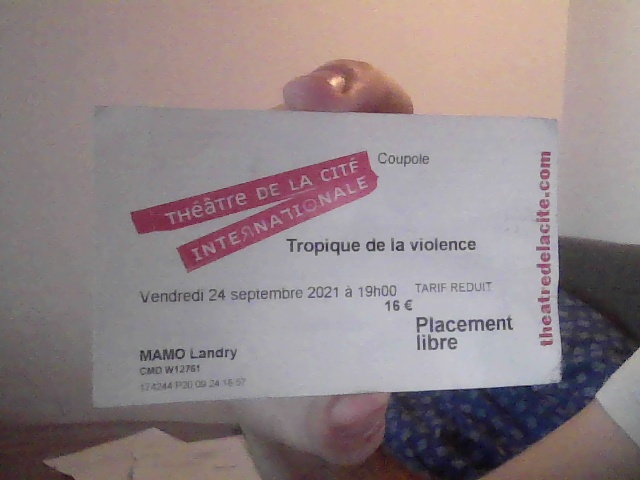 Coupole
THéâTRE DE LA CITÉ
INTERNATIONALE
Tropique de la violence
Vendredi 24 septembre 2021 à 19h00
TARIF REDUIT
16 €
Placement
libre
MAMO Landry
CMD W12761
174244 P20 09 24 18 57
theatredelacite.com